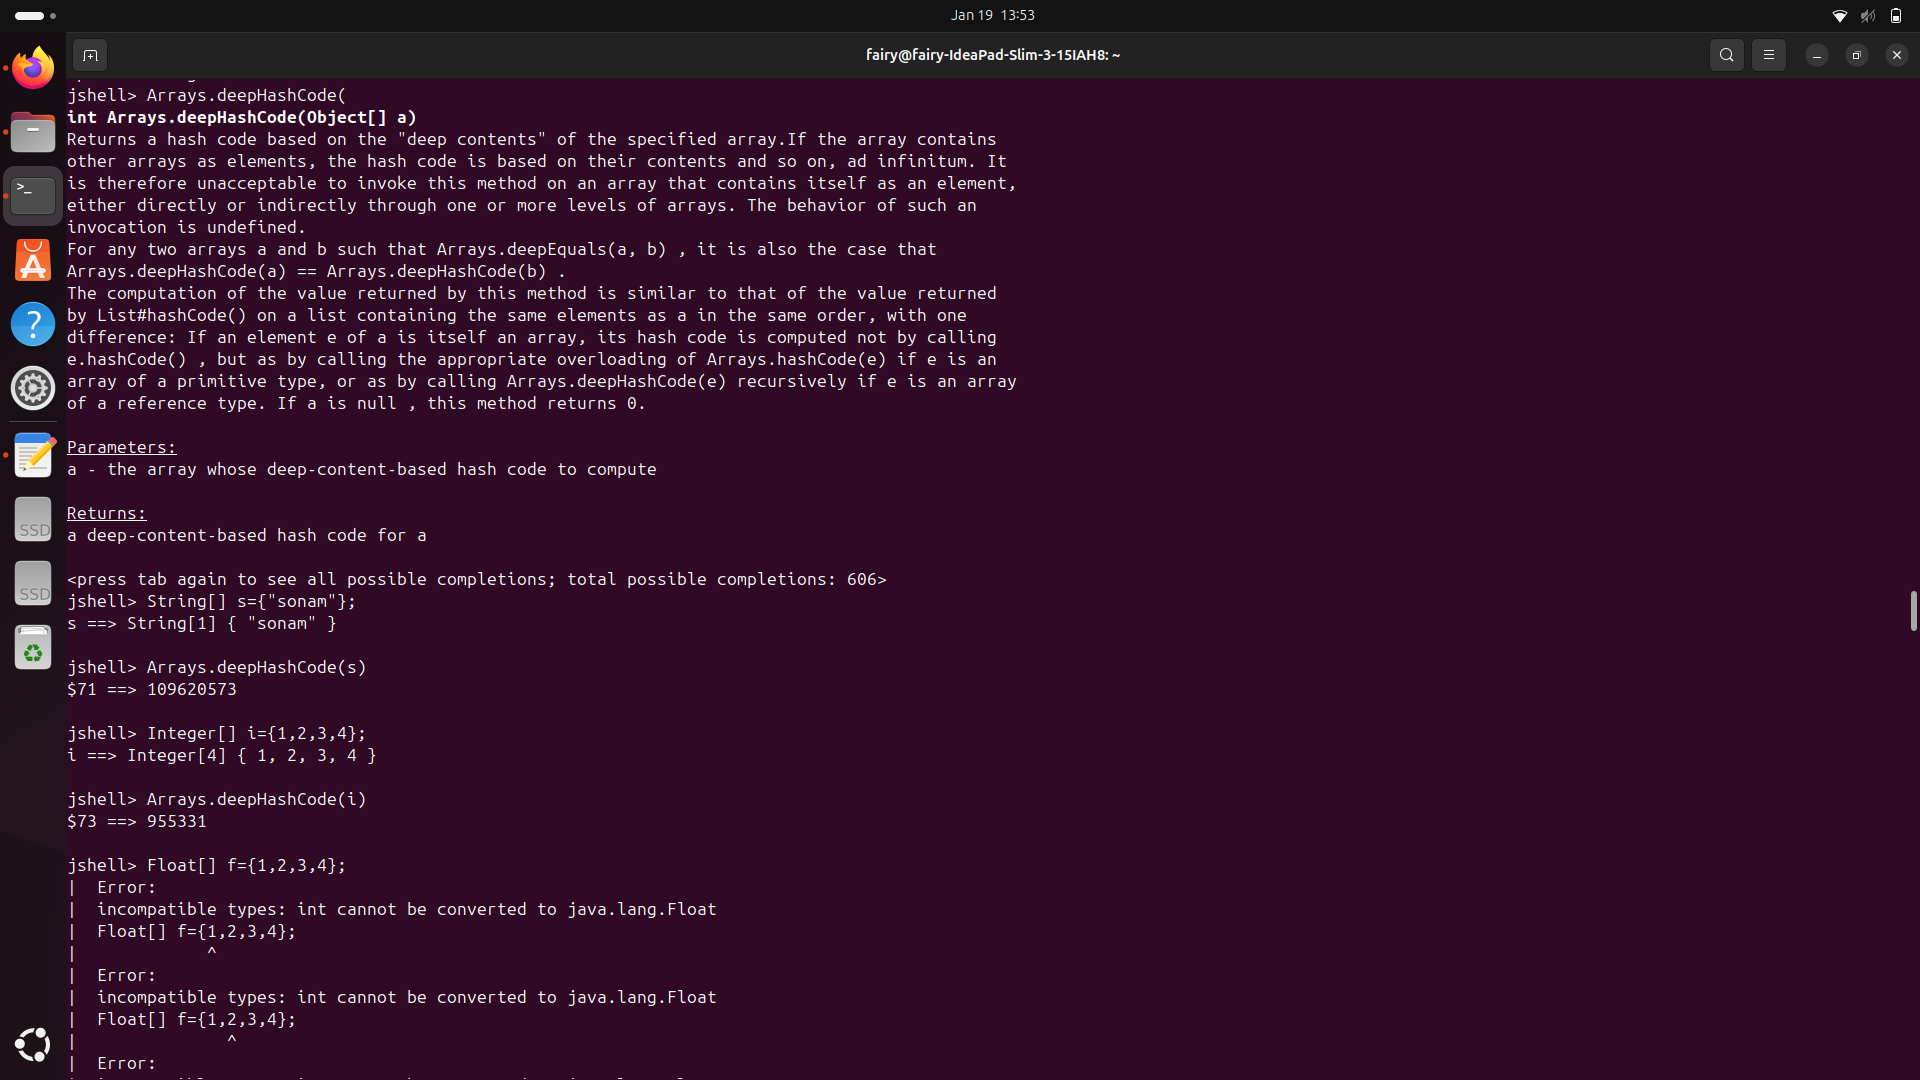 Jan 19 13:53
fairy@fairy-IdeaPad-Slim-3-15IAH8: ~
jshell> Arrays.deepHashCode(
int Arrays.deepHashCode(Object[] a)
Returns a hash code based on the "deep contents" of the specified array.If the array contains
other arrays as elements, the hash code is based on their contents and so on, ad infinitum. It
is therefore unacceptable to invoke this method on an array that contains itself as an element,
either directly or indirectly through one or more levels of arrays. The behavior of such an
invocation is undefined.
For any two arrays a and b such that Arrays.deepEquals(a, b) , it is also the case that
Arrays.deepHashCode(a) == Arrays.deepHashCode(b) .
The computation of the value returned by this method is similar to that of the value returned
by List#hashCode() on a list containing the same elements as a in the same order, with one
difference: If an element e of a is itself an array, its hash code is computed not by calling
e.hashCode() , but as by calling the appropriate overloading of Arrays.hashCode(e) if e is an
array of a primitive type, or as by calling Arrays.deepHashCode(e) recursively if e is an array
of a reference type. If a is null , this method returns 0.
Parameters:
a - the array whose deep-content-based hash code to compute
Returns:
a deep-content-based hash code for a
<press tab again to see all possible completions; total possible completions: 606>
jshell> String[] s={"sonam"};
s ==> String[1] { "sonam" }
jshell> Arrays.deepHashCode(s)
$71 ==> 109620573
jshell> Integer[] i={1,2,3,4};
i ==> Integer[4] { 1, 2, 3, 4 }
jshell> Arrays.deepHashCode(i)
$73 ==> 955331
jshell> Float[] f={1,2,3,4};
|  Error:
|  incompatible types: int cannot be converted to java.lang.Float
|  Float[] f={1,2,3,4};
|             ^
|  Error:
|  incompatible types: int cannot be converted to java.lang.Float
|  Float[] f={1,2,3,4};
|               ^
|  Error:
SSD
SSD